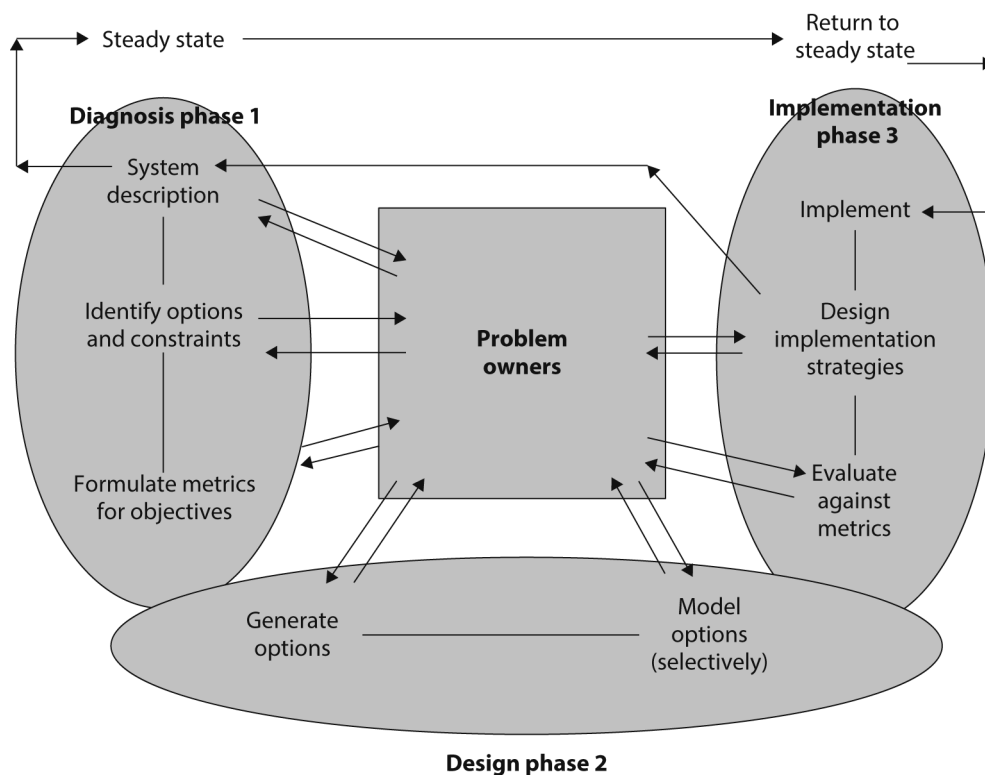 Steady state
Return to
steady state
Diagnosis phase 1
System
description
Identify options
and constraints
Formulate metrics
for objectives
Problem
owners
Implementation
phase 3
Implement
Design
implementation
strategies
Evaluate
against
metrics
Generate
options
Model
options
(selectively)
Design phase 2